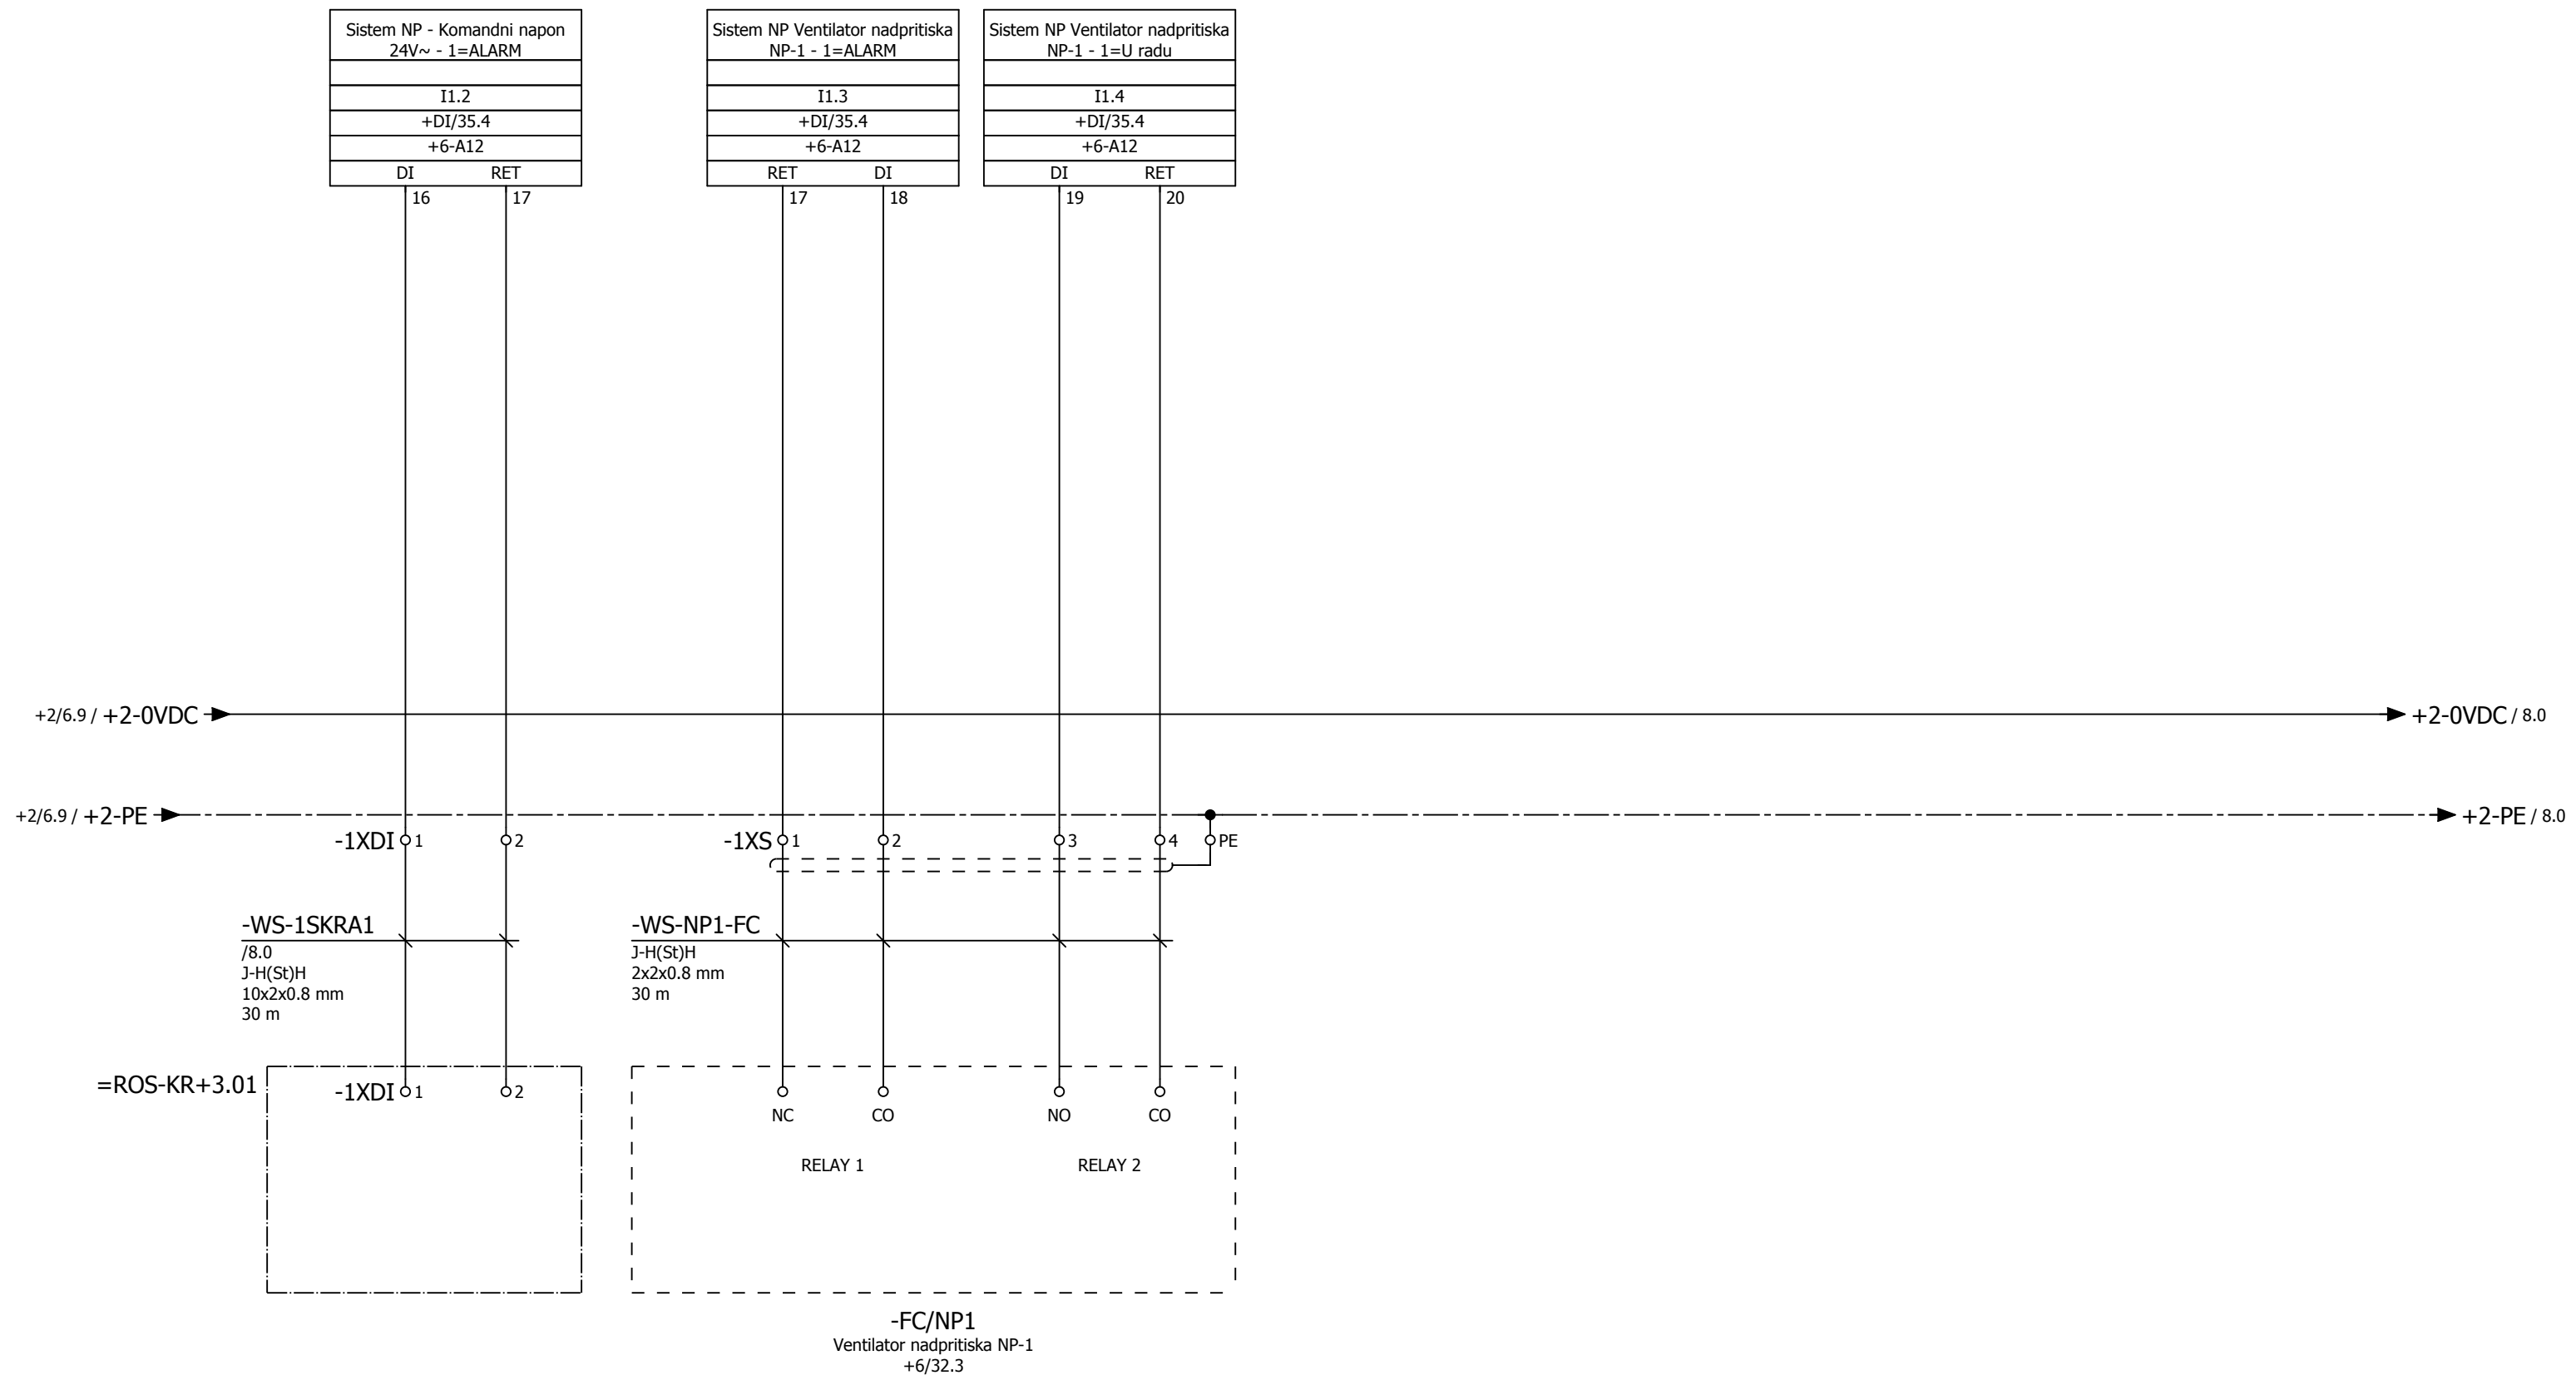 Sistem NP - Komandni napon
24V~ - 1=ALARM
I1.2
+DI/35.4
+6-A12
DI RET
16 17
Sistem NP Ventilator nadpritiska
NP-1 - 1=ALARM
I1.3
+DI/35.4
+6-A12
RET DI
17 18
Sistem NP Ventilator nadpritiska
NP-1 - 1=U radu
I1.4
+DI/35.4
+6-A12
DI RET
19 20
+2/6.9 / +2-0VDC
+2-0VDC / 8.0
+2/6.9 / +2-PE
+2-PE / 8.0
-1XDI 1 2
-1XS 1 2 3 4 PE
-WS-1SKRA1
/8.0
J-H(St)H
10x2x0.8 mm
30 m
-WS-NP1-FC
J-H(St)H
2x2x0.8 mm
30 m
=ROS-KR+3.01
-1XDI 1 2
NC CO NO CO
RELAY 1 RELAY 2
-FC/NP1
Ventilator nadpritiska NP-1
+6/32.3